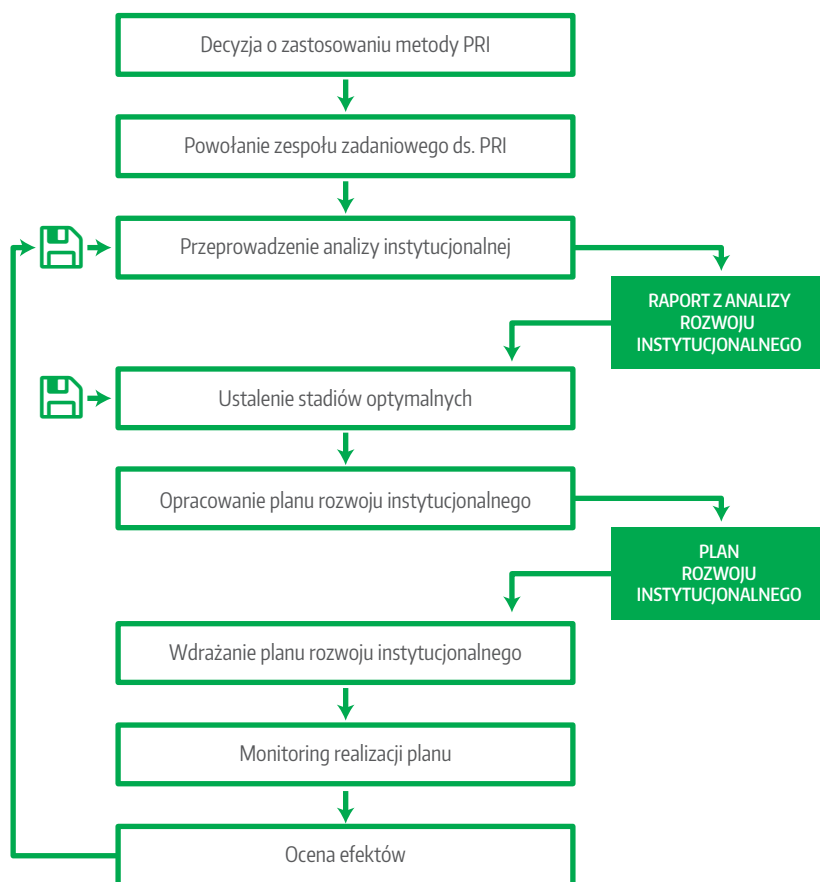 Decyzja o zastosowaniu metody PRI
Powołanie zespołu zadaniowego ds. PRI
Przeprowadzenie analizy instytucjonalnej
RAPORT Z ANALIZY
ROZWOJU
INSTYTUCJONALNEGO
Ustalenie stadiów optymalnych
Opracowanie planu rozwoju instytucjonalnego
PLAN
ROZWOJU
INSTYTUCJONALNEGO
Wdrażanie planu rozwoju instytucjonalnego
Monitoring realizacji planu
Ocena efektów